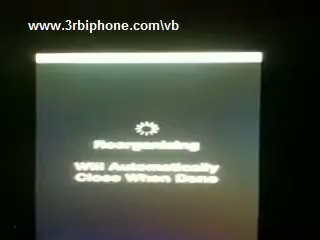 www.3rbiphone.com\vb
Reorganizing
Will Automatically
Close When Done